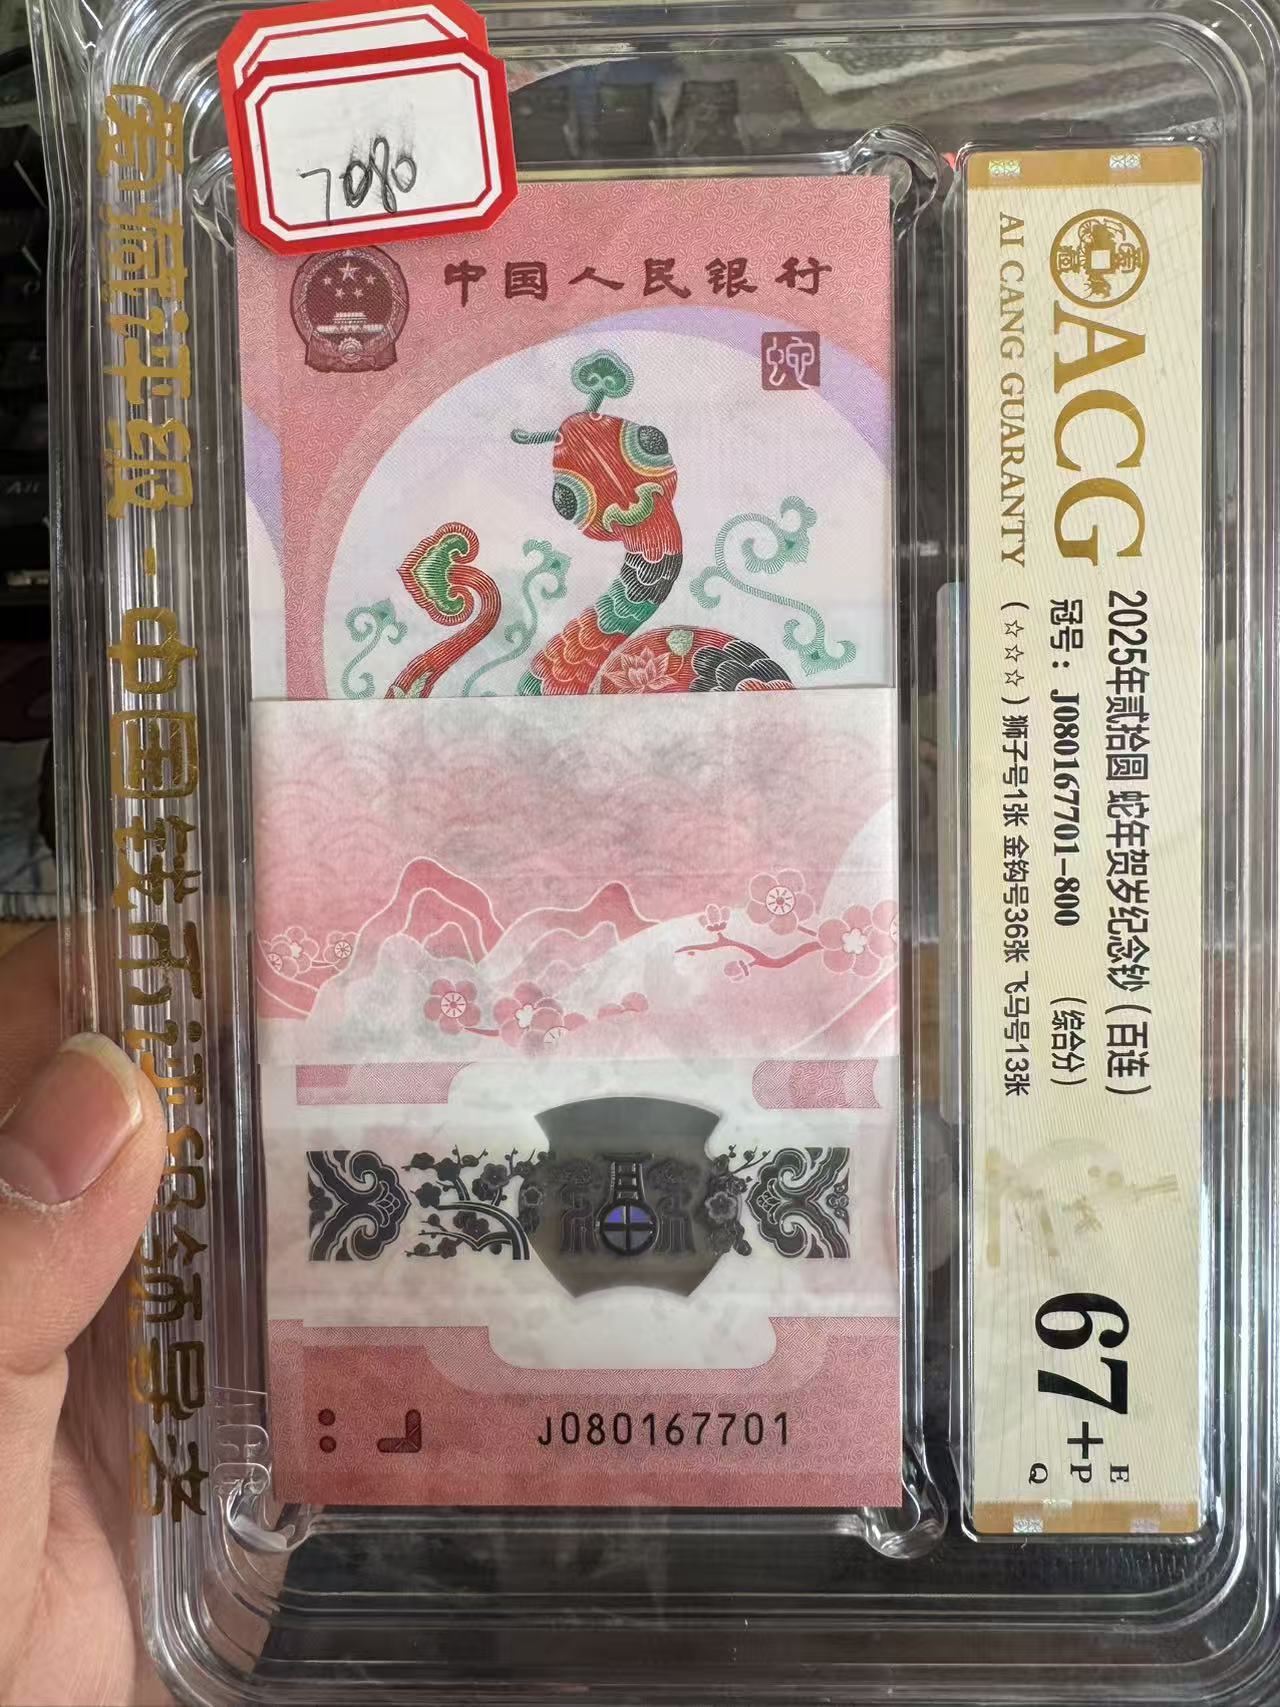 7080
中国人民银行
蛇
J080167701
爱藏评级-中国钱币评级领导者
ACG
AI CANG GUARANTY
2025年贰拾圆 蛇年贺岁纪念钞(百连)
冠号:J080167701-800 (综合分)
(☆☆☆)狮子号1张 金钩号36张 飞马号13张
67+
E
P
Q
ACG